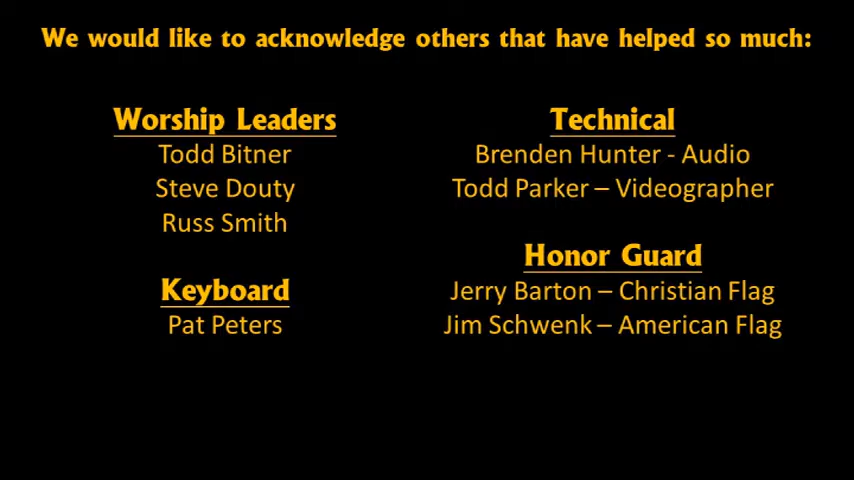 We would like to acknowledge others that have helped so much:
Worship Leaders
Todd Bitner
Steve Douty
Russ Smith
Keyboard
Pat Peters
Technical
Brenden Hunter - Audio
Todd Parker – Videographer
Honor Guard
Jerry Barton – Christian Flag
Jim Schwenk – American Flag